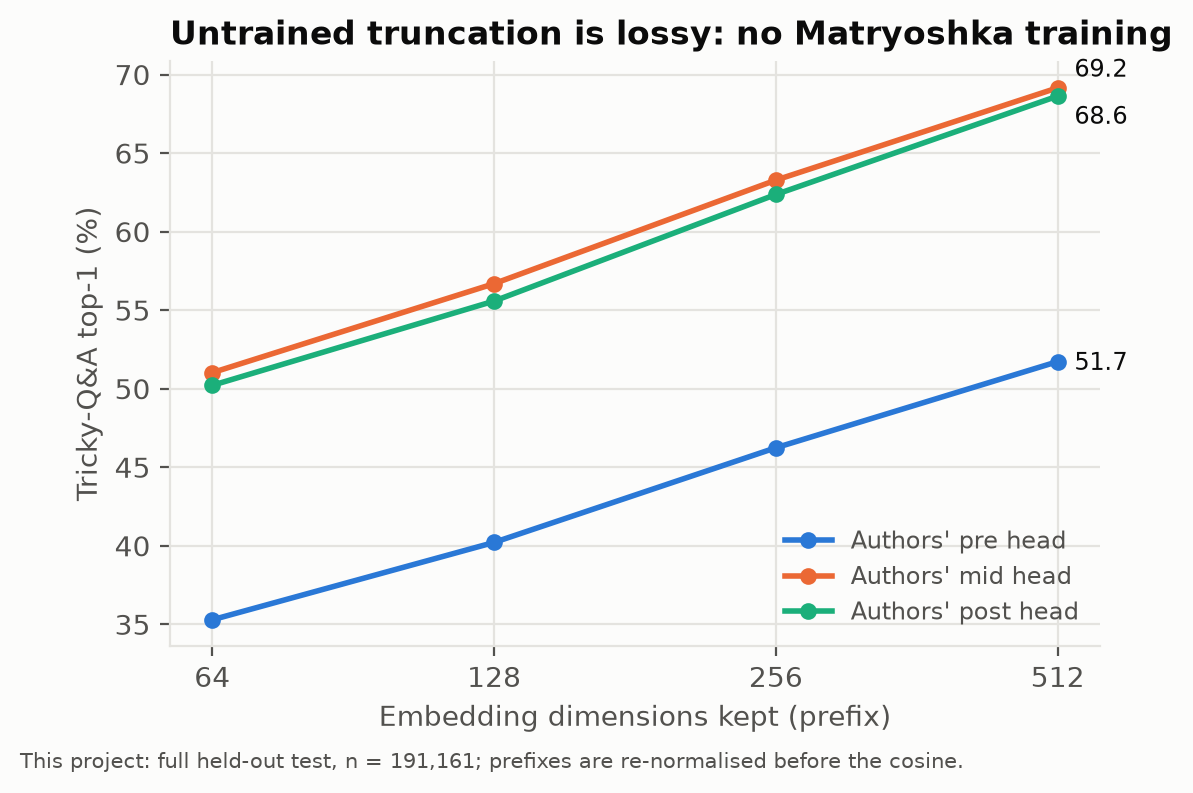 Untrained truncation is lossy: no Matryoshka training
Tricky-Q&A top-1 (%)
70
65
60
55
50
45
40
35
69.2
68.6
51.7
Authors' pre head
Authors' mid head
Authors' post head
64 128 256 512
Embedding dimensions kept (prefix)
This project: full held-out test, n = 191,161; prefixes are re-normalised before the cosine.